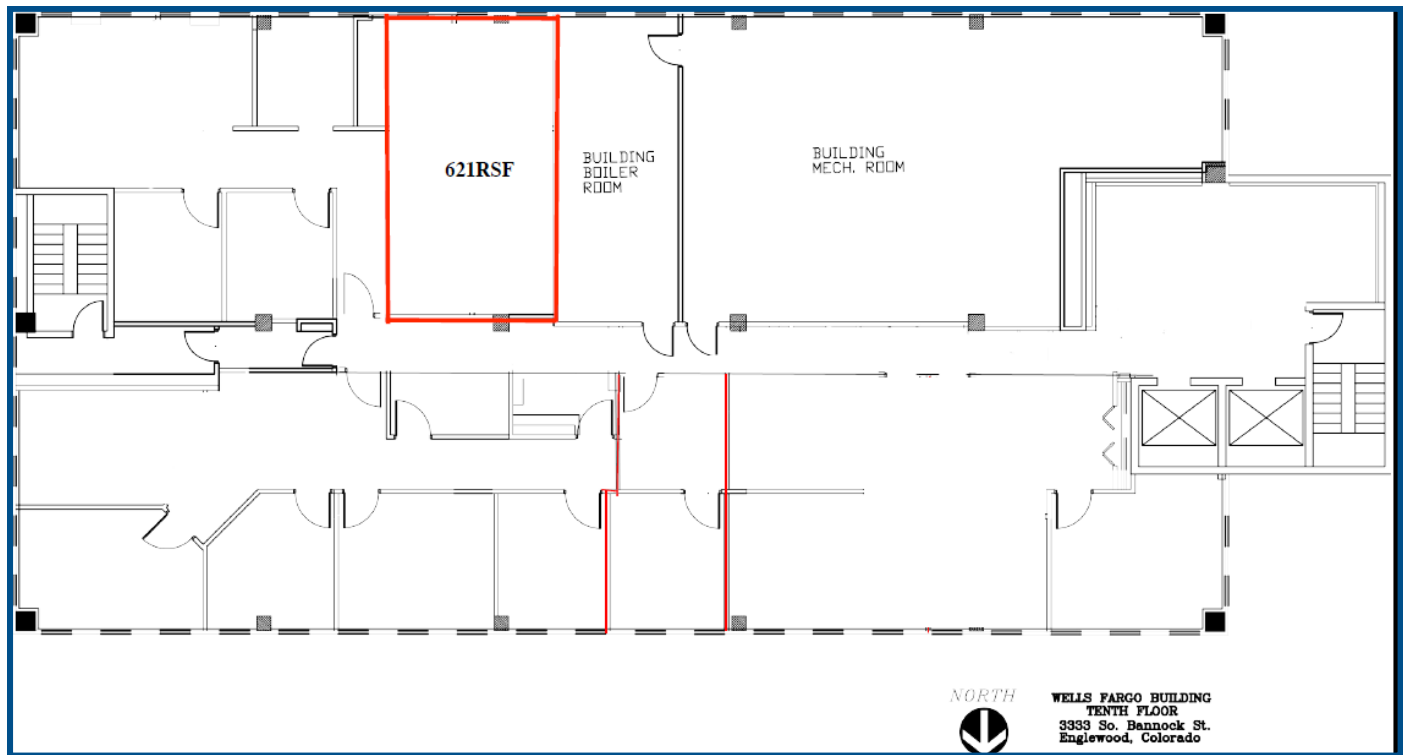 621RSF
BUILDING
BOILER
ROOM
BUILDING
MECH. ROOM
NORTH
WELLS FARGO BUILDING
TENTH FLOOR
3333 So. Bannock St.
Englewood, Colorado